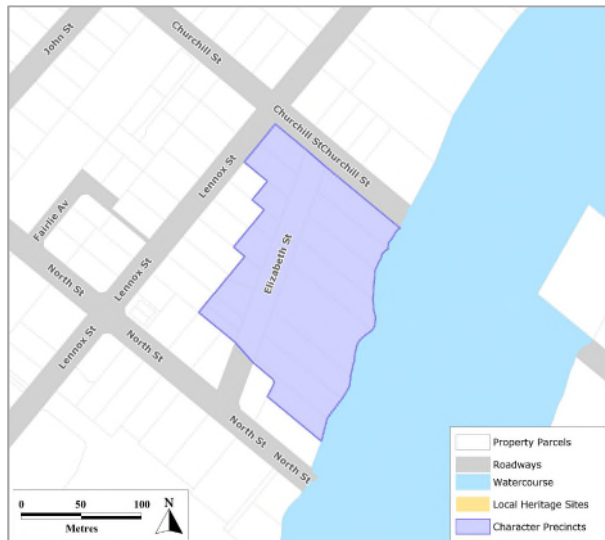 John St
Churchill St
Churchill St
Churchill St
Lennox St
Fairlie Av
Elizabeth St
Lennox St
North St
Lennox St
North St
North St
North St
Property Parcels
Roadways
Watercourse
Local Heritage Sites
Character Precincts
0 50 100
Metres
N